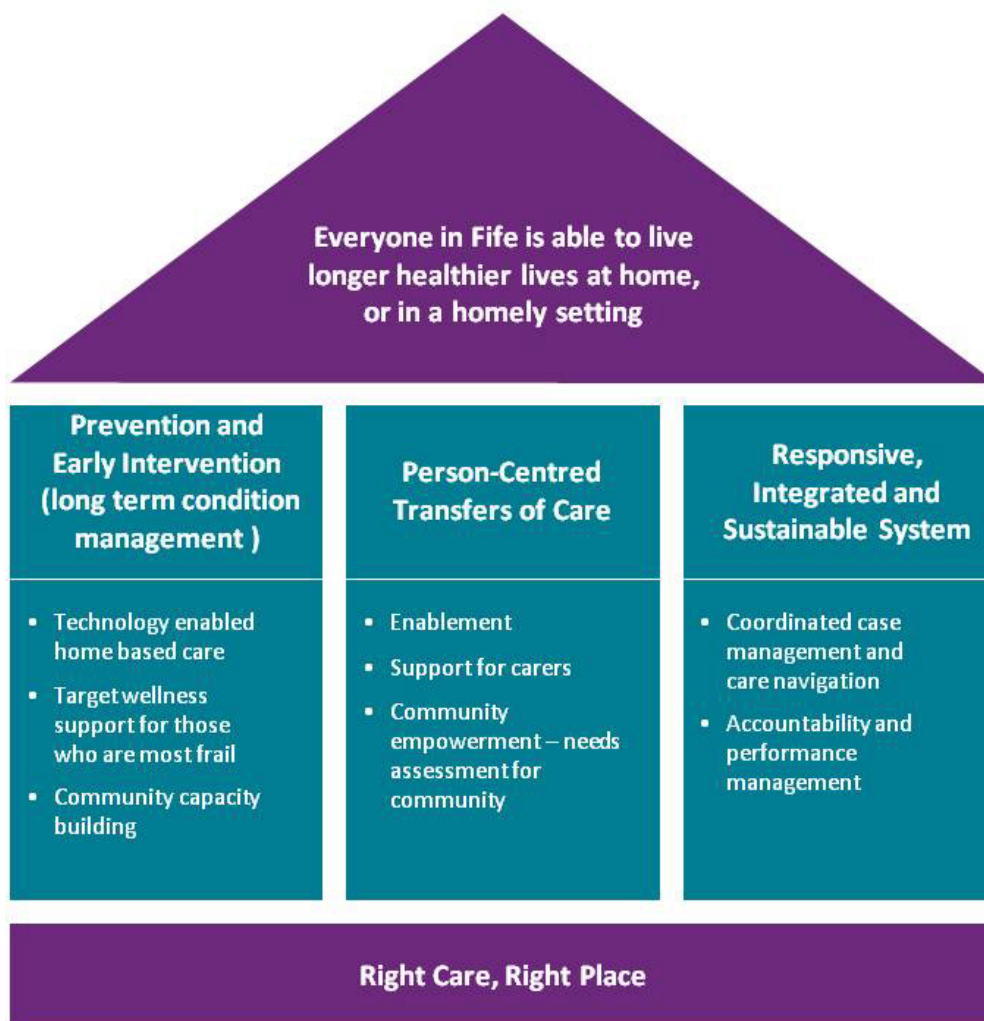 Everyone in Fife is able to live
longer healthier lives at home,
or in a homely setting
Prevention and
Early Intervention
(long term condition
management )
▪ Technology enabled
home based care
▪ Target wellness
support for those
who are most frail
▪ Community capacity
building
Person-Centred
Transfers of Care
▪ Enablement
▪ Support for carers
▪ Community
empowerment – needs
assessment for
community
Responsive,
Integrated and
Sustainable System
▪ Coordinated case
management and
care navigation
▪ Accountability and
performance
management
Right Care, Right Place